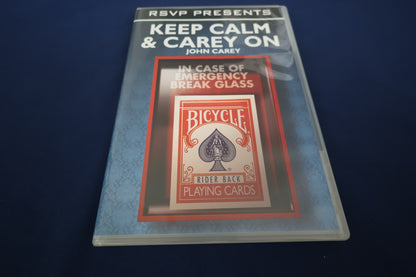 RSVP PRESENTS
KEEP CALM
& CAREY ON
JOHN CAREY
IN CASE OF
EMERGENCY
BREAK GLASS
BICYCLE
RIDER BACK
PLAYING CARDS